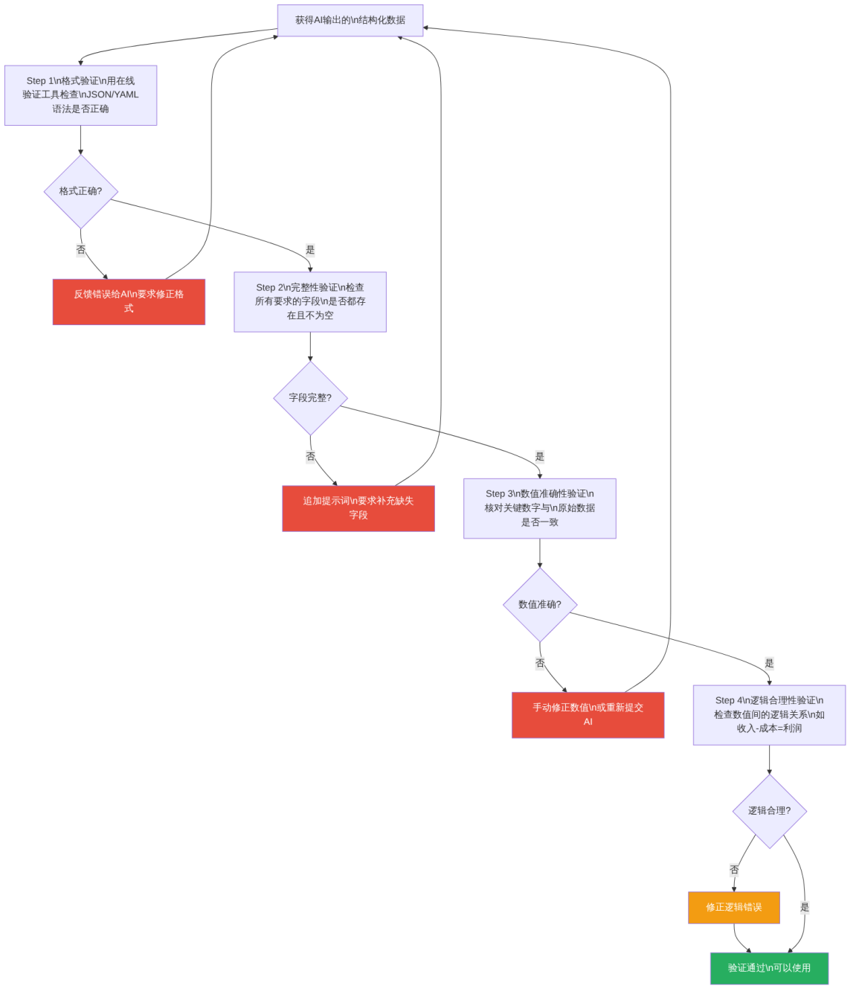 获得AI输出的\n结构化数据
Step 1\n格式验证\n用在线
验证工具检查\nJSON/YAML
语法是否正确
格式正确?
否
是
反馈错误给AI\n要求修正格
式
Step 2\n完整性验证\n检查
所有要求的字段\n是否都存
在且不为空
字段完整?
否
是
追加提示词\n要求补充缺失
字段
Step 3\n数值准确性验证\n
核对关键数字与\n原始数据
是否一致
数值准确?
否
是
手动修正数值\n或重新提交
AI
Step 4\n逻辑合理性验证\n
检查数值间的逻辑关系\n如
收入-成本=利润
逻辑合理?
否
是
修正逻辑错误
验证通过\n可以使用